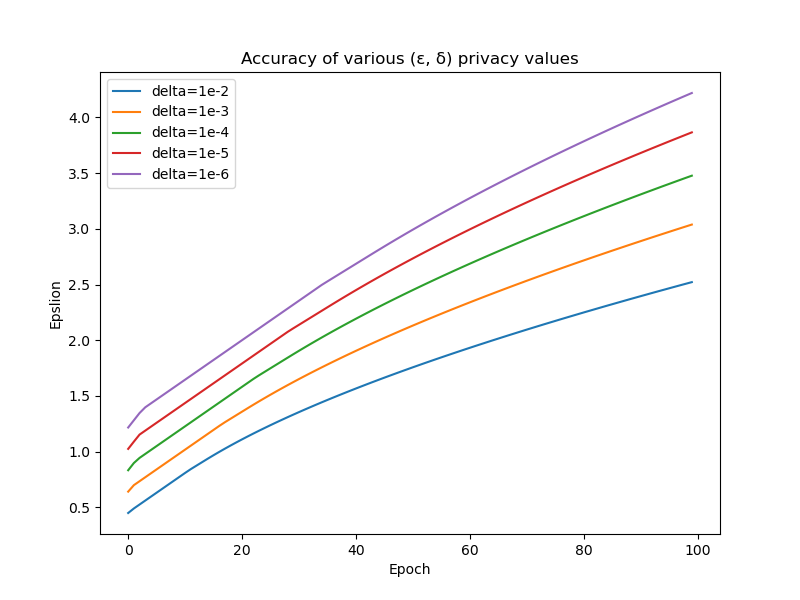 Accuracy of various (ε, δ) privacy values
delta=1e-2
delta=1e-3
delta=1e-4
delta=1e-5
delta=1e-6
4.0
3.5
3.0
2.5
2.0
1.5
1.0
0.5
Epslion
0 20 40 60 80 100
Epoch